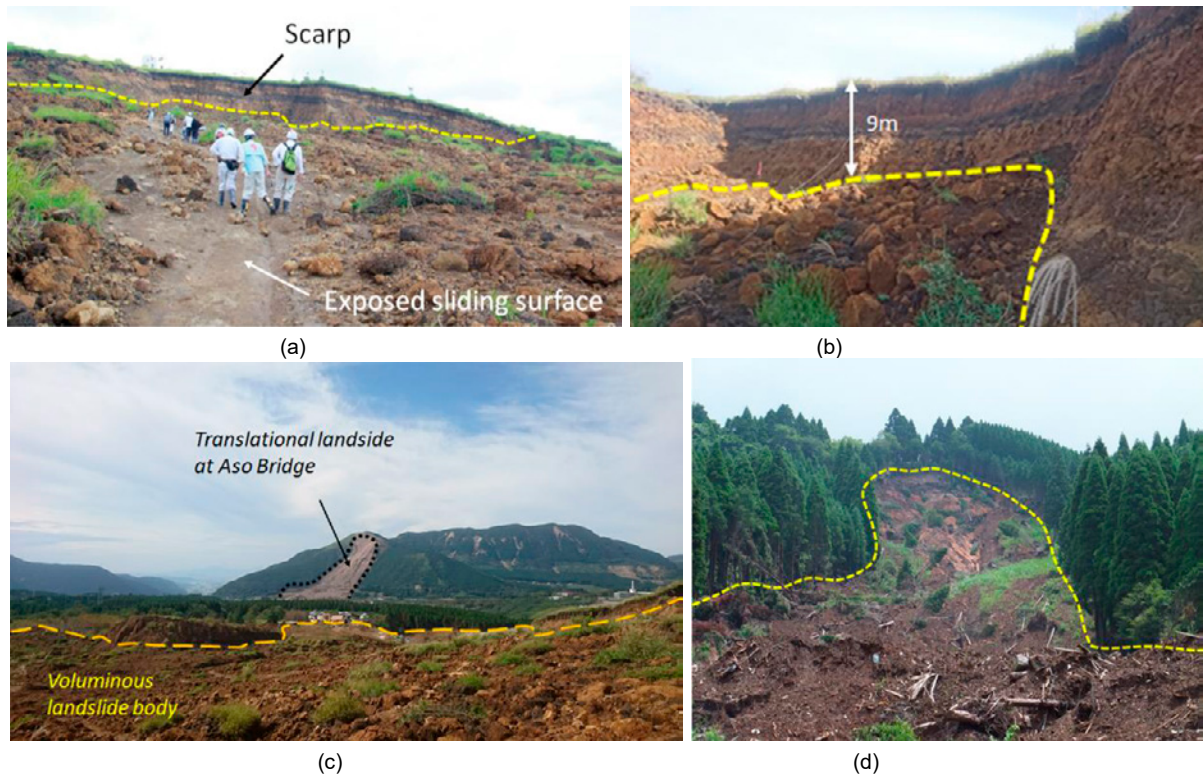 Scarp
Exposed sliding surface
(a)
9m
(b)
Translational landside
at Aso Bridge
Voluminous
landslide body
(c)
(d)